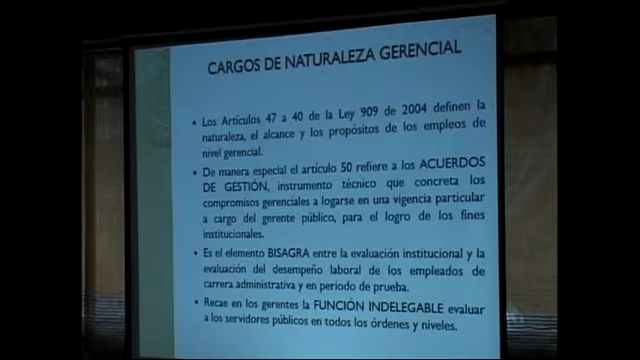 CARGOS DE NATURALEZA GERENCIAL
• Los Artículos 47 a 40 de la Ley 909 de 2004 definen la
naturaleza, el alcance y los propósitos de los empleos de
nivel gerencial.
• De manera especial el artículo 50 refiere a los ACUERDOS
DE GESTIÓN, instrumento técnico que concreta los
compromisos gerenciales a logarse en una vigencia particular
a cargo del gerente público, para el logro de los fines
institucionales.
• Es el elemento BISAGRA entre la evaluación institucional y la
evaluación del desempeño laboral de los empleados de
carrera administrativa y en periodo de prueba.
• Recae en los gerentes la FUNCIÓN INDELEGABLE evaluar
a los servidores públicos en todos los órdenes y niveles.